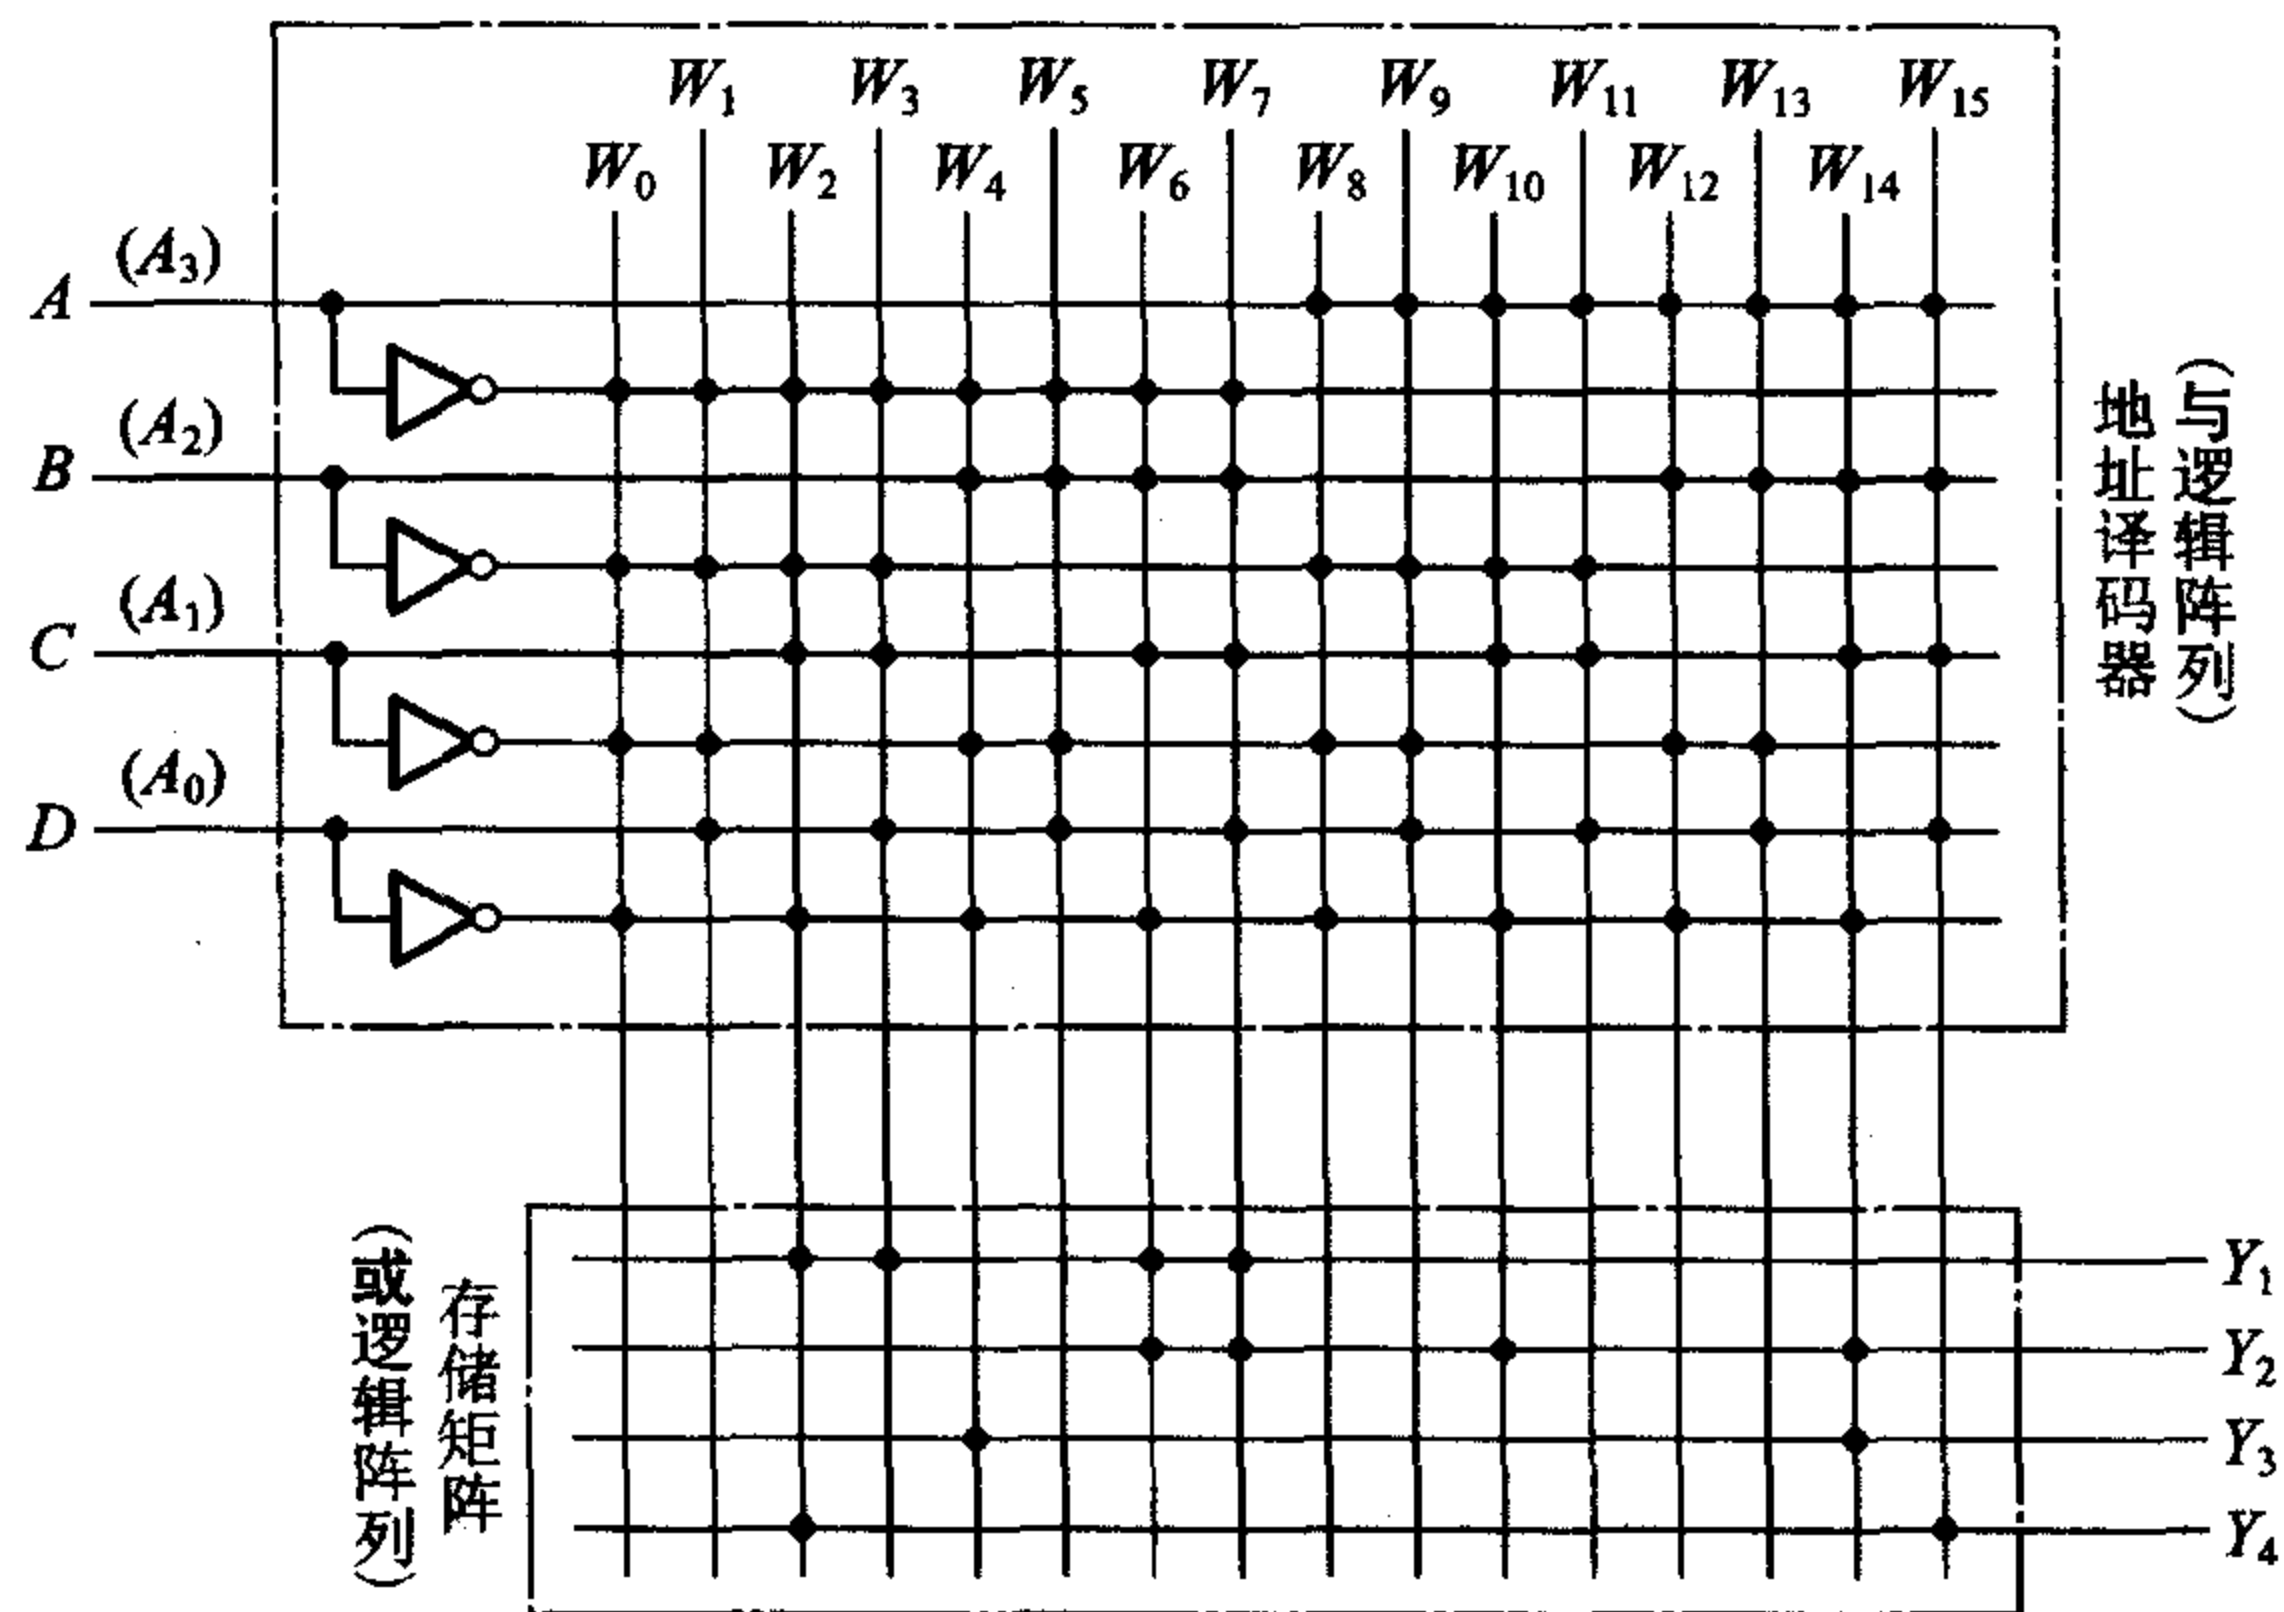 W₁ W₃ W₅ W₇ W₉ W₁₁ W₁₃ W₁₅
W₀ W₂ W₄ W₆ W₈ W₁₀ W₁₂ W₁₄
A (A₃)
B (A₂)
C (A₁)
D (A₀)
地址译码器
(与逻辑阵列)
存储矩阵
(或逻辑阵列)
Y₁
Y₂
Y₃
Y₄